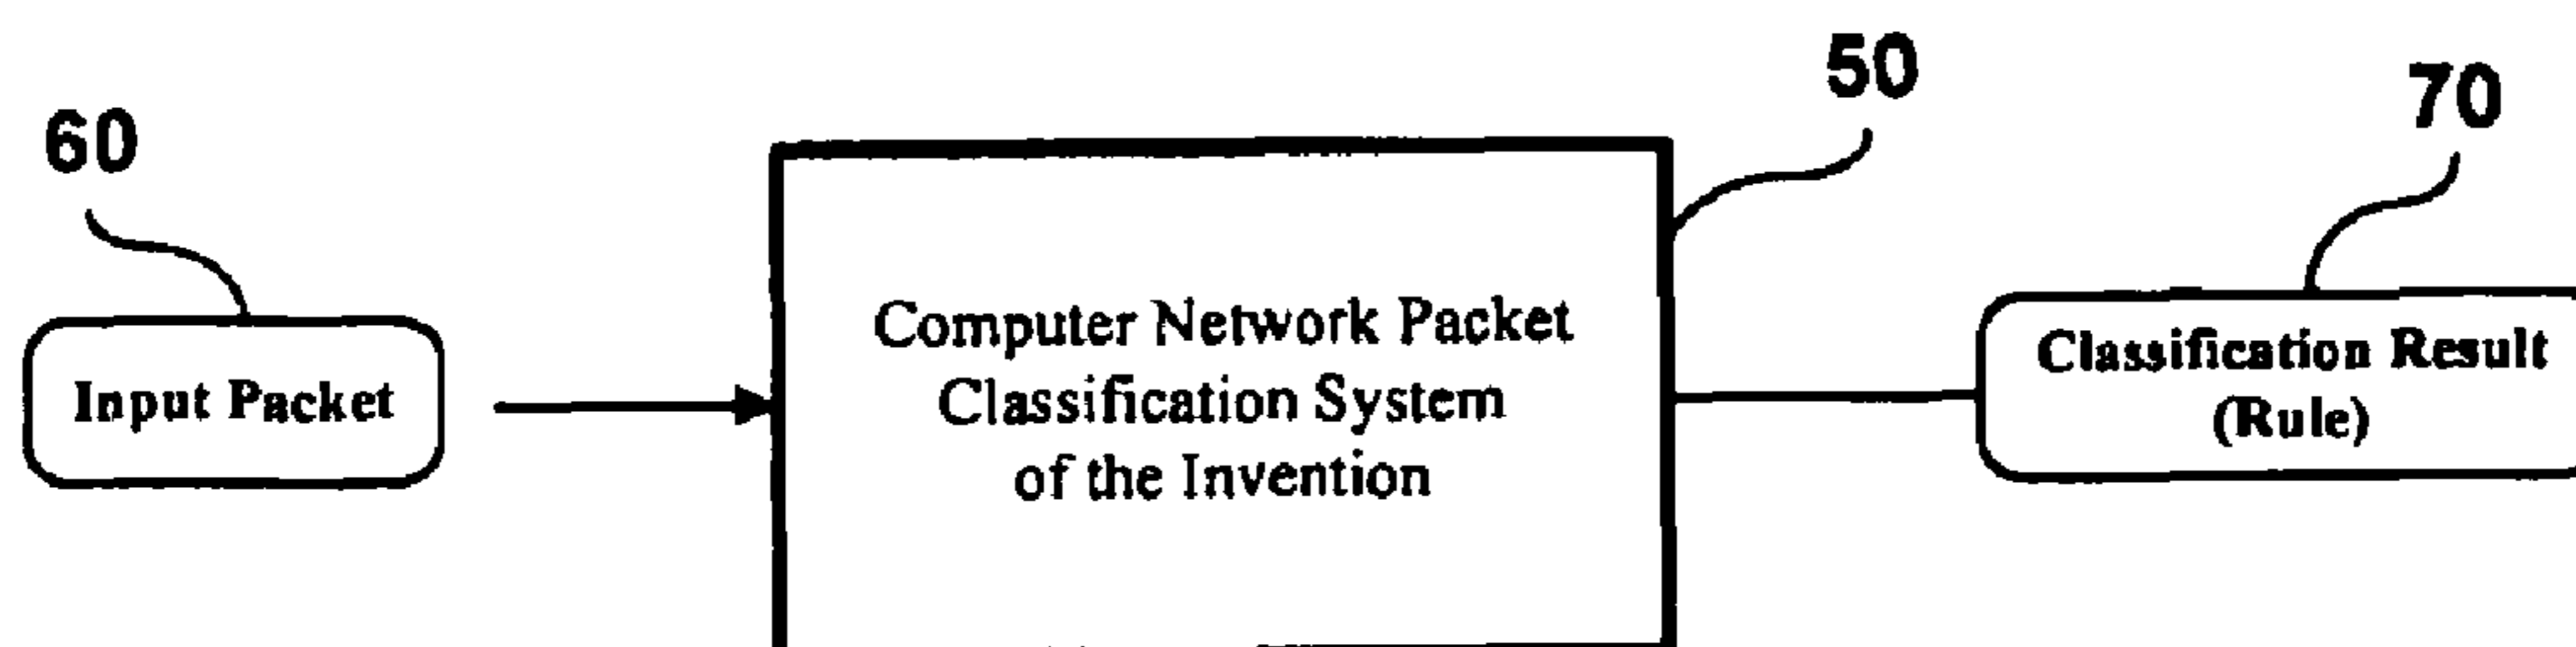 50
70
60
Computer Network Packet
Classification System
of the Invention
Input Packet
Classification Result
(Rule)